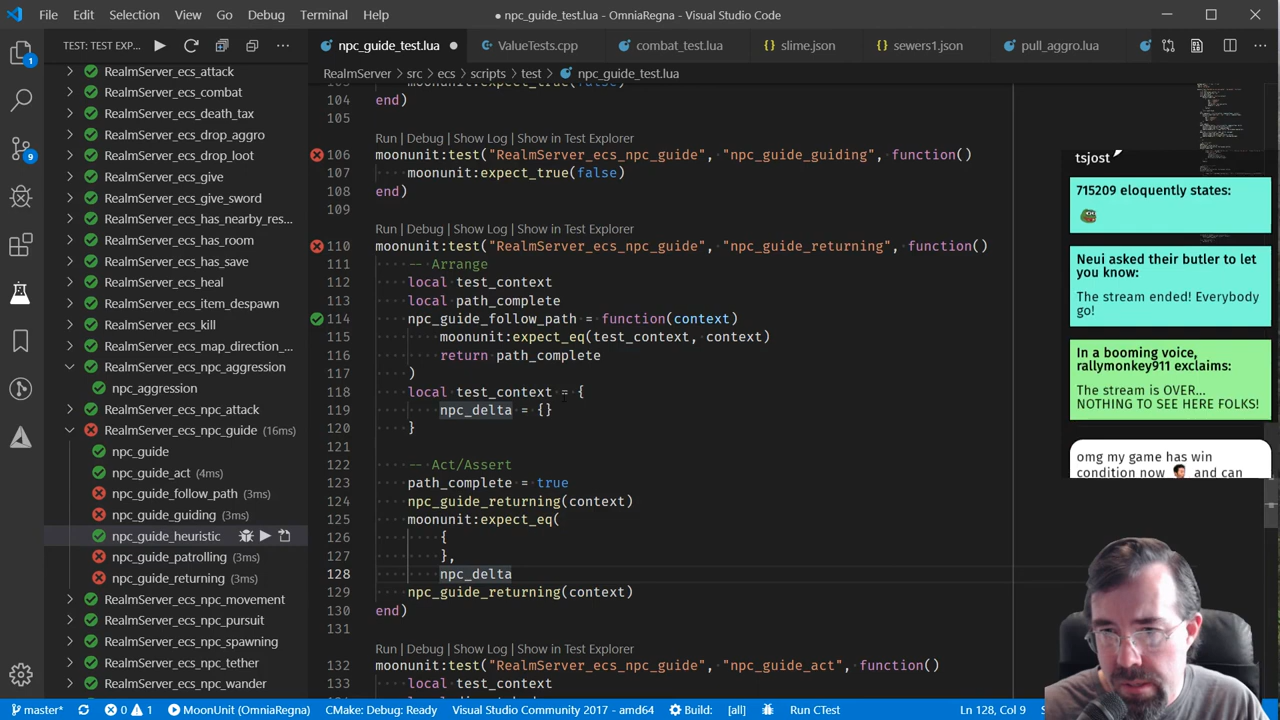 File Edit Selection View Go Debug Terminal Help
● npc_guide_test.lua - OmniaRegna - Visual Studio Code
TEST: TEST EXP...
npc_guide_test.lua ●
ValueTests.cpp
combat_test.lua
slime.json
sewers1.json
pull_aggro.lua
RealmServer > src > ecs > scripts > test > npc_guide_test.lua
1
9
RealmServer_ecs_attack
RealmServer_ecs_combat
RealmServer_ecs_death_tax
RealmServer_ecs_drop_aggro
RealmServer_ecs_drop_loot
RealmServer_ecs_give
RealmServer_ecs_give_sword
RealmServer_ecs_has_nearby_res...
RealmServer_ecs_has_room
RealmServer_ecs_has_save
RealmServer_ecs_heal
RealmServer_ecs_item_despawn
RealmServer_ecs_kill
RealmServer_ecs_map_direction_...
RealmServer_ecs_npc_aggression
npc_aggression
RealmServer_ecs_npc_attack
RealmServer_ecs_npc_guide (16ms)
npc_guide
npc_guide_act (4ms)
npc_guide_follow_path (3ms)
npc_guide_guiding (3ms)
npc_guide_heuristic
npc_guide_patrolling (3ms)
npc_guide_returning (3ms)
RealmServer_ecs_npc_movement
RealmServer_ecs_npc_pursuit
RealmServer_ecs_npc_spawning
RealmServer_ecs_npc_tether
RealmServer_ecs_npc_wander
104 end)
105
Run | Debug | Show Log | Show in Test Explorer
106 moonunit:test("RealmServer_ecs_npc_guide", "npc_guide_guiding", function()
107 moonunit:expect_true(false)
108 end)
109
Run | Debug | Show Log | Show in Test Explorer
110 moonunit:test("RealmServer_ecs_npc_guide", "npc_guide_returning", function()
111 -- Arrange
112 local test_context
113 local path_complete
114 npc_guide_follow_path = function(context)
115 moonunit:expect_eq(test_context, context)
116 return path_complete
117 )
118 local test_context = {
119 npc_delta = {}
120 }
121
122 -- Act/Assert
123 path_complete = true
124 npc_guide_returning(context)
125 moonunit:expect_eq(
126 {
127 },
128 npc_delta
129 npc_guide_returning(context)
130 end)
131
Run | Debug | Show Log | Show in Test Explorer
132 moonunit:test("RealmServer_ecs_npc_guide", "npc_guide_act", function()
133 local test_context
tsjost
715209 eloquently states:
Neui asked their butler to let
you know:
The stream ended! Everybody
go!
In a booming voice,
rallymonkey911 exclaims:
The stream is OVER...
NOTHING TO SEE HERE FOLKS!
omg my game has win
condition now and can
master* 0 1 MoonUnit (OmniaRegna) CMake: Debug: Ready Visual Studio Community 2017 - amd64 Build: [all] Run CTest Ln 128, Col 9